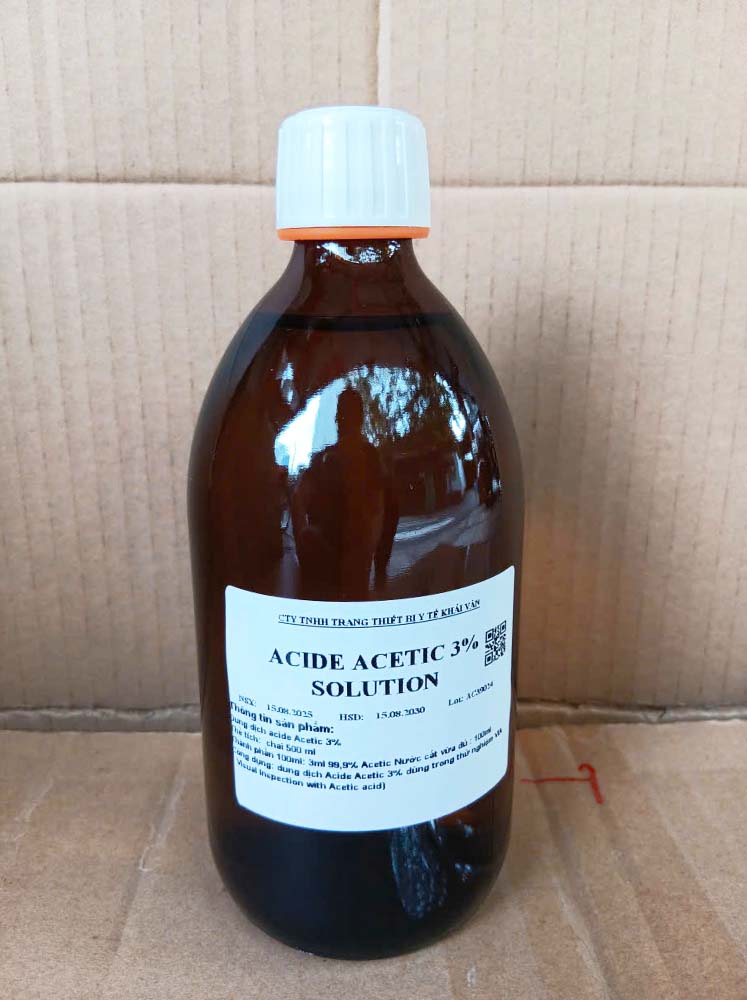 CTY TNHH TRANG THIẾT BỊ Y TẾ KHẢI VÂN
ACIDE ACETIC 3%
SOLUTION
NSX: 15.08.2025 HSD: 15.08.2030 Lot: AC39024
Thông tin sản phẩm:
Dung dịch acide Acetic 3%
Thể tích: chai 500 ml
Thành phần 100ml: 3ml 99,9% Acetic Nước cất vừa đủ : 100ml
Công dụng: dung dịch Acide Acetic 3% dùng trong thử nghiệm VIA
Visual Inspection with Acetic acid)